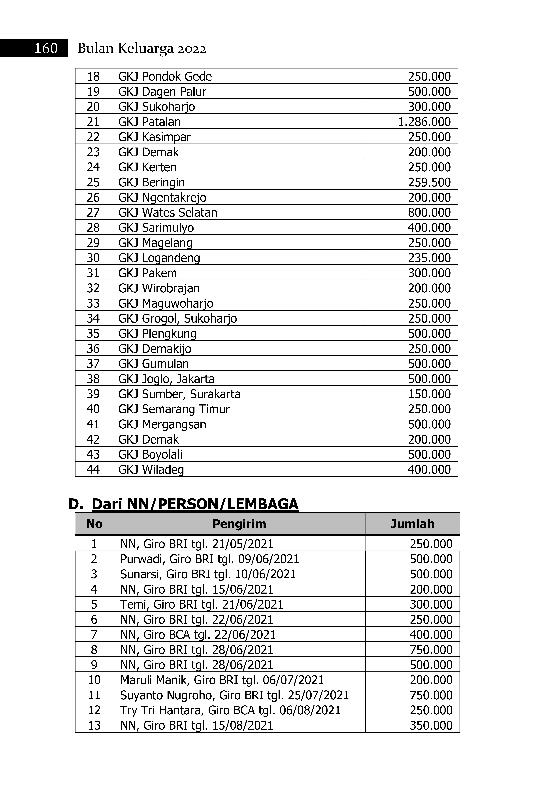 160 Bulan Keluarga 2022
18 GKJ Pondok Gede 250.000
19 GKJ Dagen Palur 500.000
20 GKJ Sukoharjo 300.000
21 GKJ Patalan 1.286.000
22 GKJ Kasimpar 250.000
23 GKJ Demak 200.000
24 GKJ Kerten 250.000
25 GKJ Beringin 259.500
26 GKJ Ngentakrejo 200.000
27 GKJ Wates Selatan 800.000
28 GKJ Sarimulyo 400.000
29 GKJ Magelang 250.000
30 GKJ Logandeng 235.000
31 GKJ Pakem 300.000
32 GKJ Wirobrajan 200.000
33 GKJ Maguwoharjo 250.000
34 GKJ Grogol, Sukoharjo 250.000
35 GKJ Plengkung 500.000
36 GKJ Demakijo 250.000
37 GKJ Gumulan 500.000
38 GKJ Joglo, Jakarta 500.000
39 GKJ Sumber, Surakarta 150.000
40 GKJ Semarang Timur 250.000
41 GKJ Mergangsan 500.000
42 GKJ Demak 200.000
43 GKJ Boyolali 500.000
44 GKJ Wiladeg 400.000
D. Dari NN/PERSON/LEMBAGA
No Pengirim Jumlah
1 NN, Giro BRI tgl. 21/05/2021 250.000
2 Purwadi, Giro BRI tgl. 09/06/2021 500.000
3 Sunarsi, Giro BRI tgl. 10/06/2021 500.000
4 NN, Giro BRI tgl. 15/06/2021 200.000
5 Temi, Giro BRI tgl. 21/06/2021 300.000
6 NN, Giro BRI tgl. 22/06/2021 250.000
7 NN, Giro BCA tgl. 22/06/2021 400.000
8 NN, Giro BRI tgl. 28/06/2021 750.000
9 NN, Giro BRI tgl. 28/06/2021 500.000
10 Maruli Manik, Giro BRI tgl. 06/07/2021 200.000
11 Suyanto Nugroho, Giro BRI tgl. 25/07/2021 750.000
12 Try Tri Hantara, Giro BCA tgl. 06/08/2021 250.000
13 NN, Giro BRI tgl. 15/08/2021 350.000